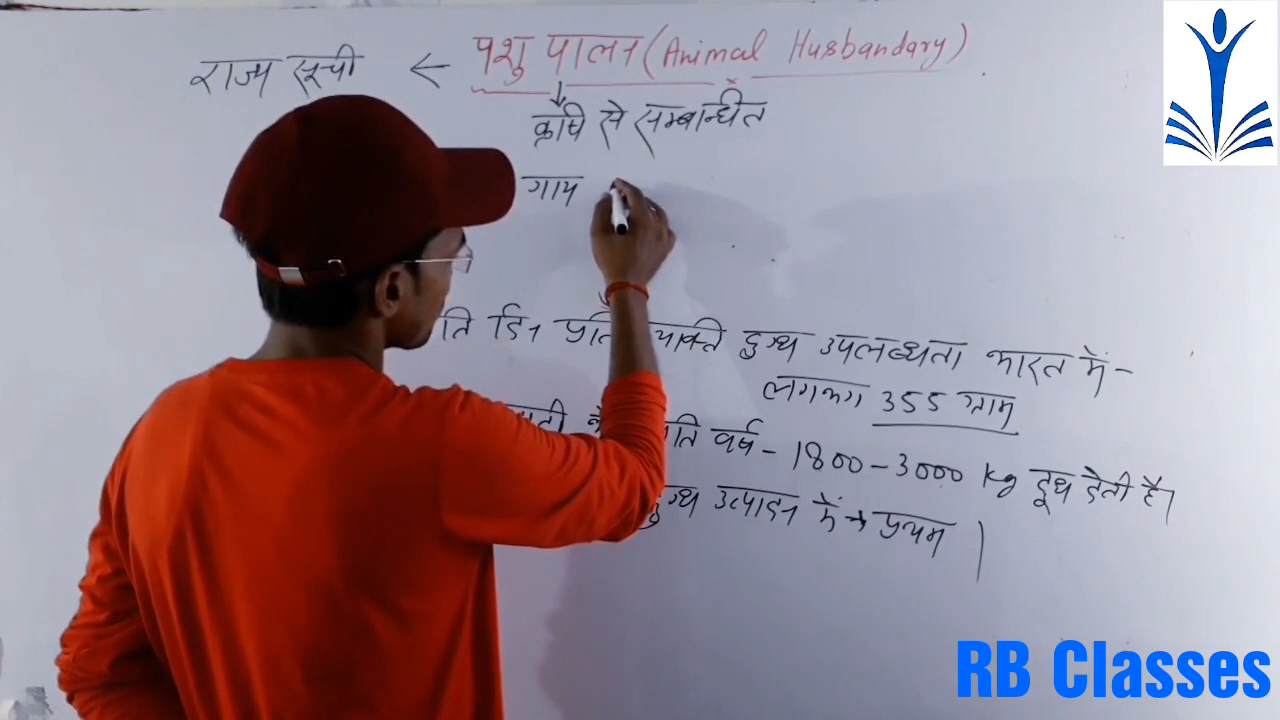 राज्य सूची ← पशु पालन (Animal Husbandary)
कृषि से सम्बान्धित
गाय
ति दिन प्रति व्यक्ति दुग्ध उपलब्धता भारत में -
लगभग 355 ग्राम
प्रति वर्ष - 1800 - 3000 kg दूध देती है।
दुग्ध उत्पादन में → प्रथम |
RB Classes